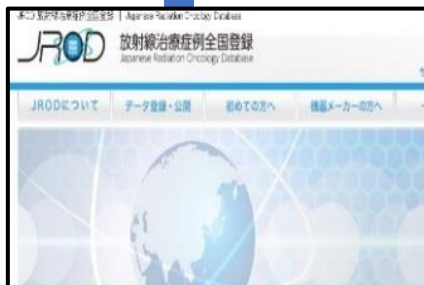 JROD 放射線治療症例全国登録 | Japanese Radiation Oncology Database
JROD 放射線治療症例全国登録
Japanese Radiation Oncology Database
JRODについて データ登録・公開 初めての方へ 機器メーカーの方へ